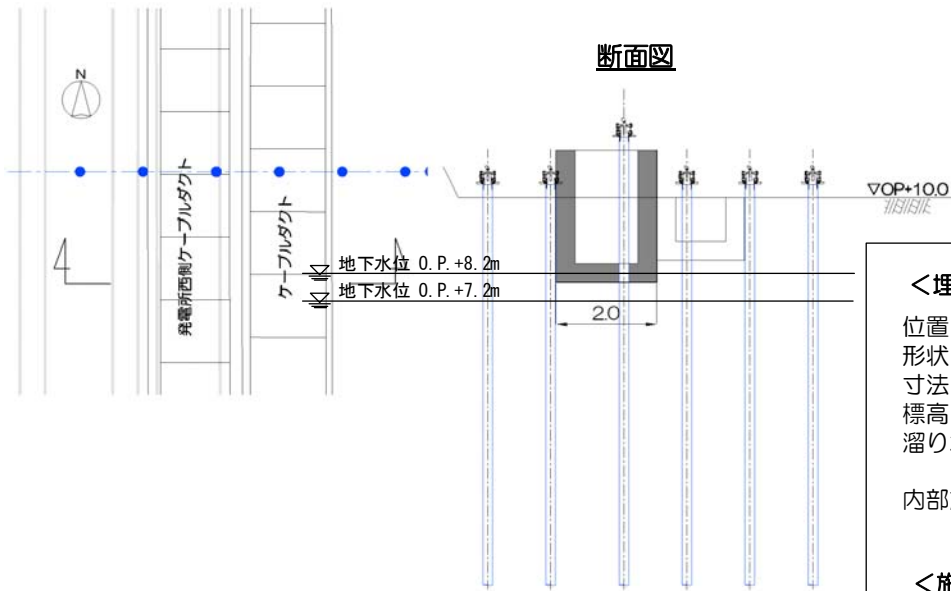 断面図
N
発電所西側ケーブルダクト
ケーブルダクト
▽OP+10.0
地下水位 O.P.+8.2m
地下水位 O.P.+7.2m
2.0
＜埋
位置
形状
寸法
標高
溜り
内部
＜施